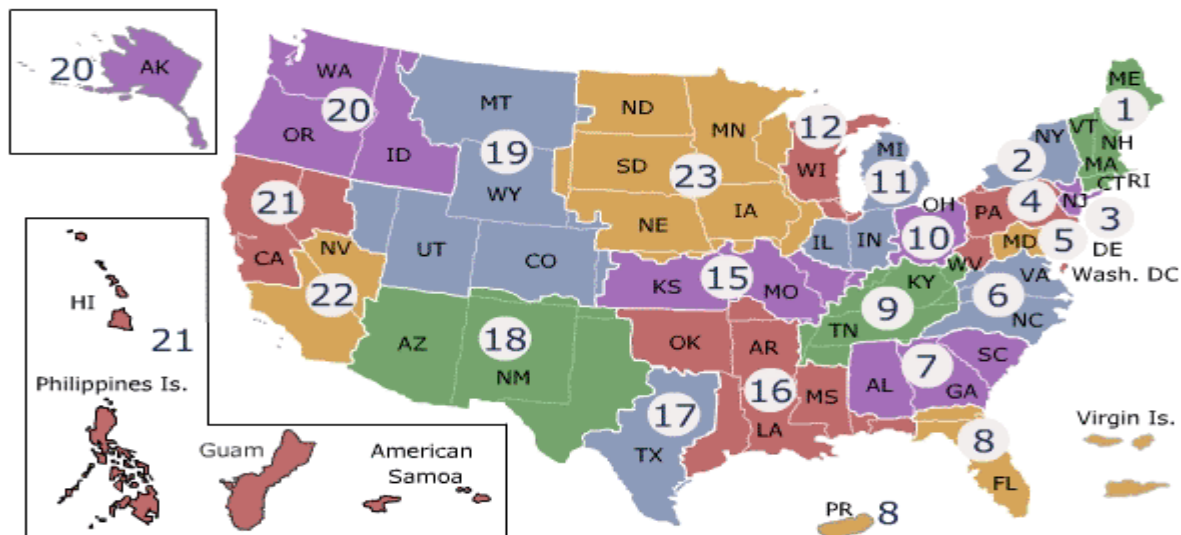 20 AK
WA
20
OR
ID
MT
19
WY
ND
MN
SD
23
NE
IA
12
WI
MI
11
ME
1
VT
NH
NY
2
MA
CT RI
4
NJ
PA
3
OH
10
MD
5
DE
Wash. DC
WV
VA
6
NC
IL
IN
21
CA
NV
22
UT
CO
KS
15
MO
KY
9
TN
AZ
18
NM
OK
AR
16
MS
LA
17
TX
AL
7
GA
SC
8
FL
PR 8
Virgin Is.
HI
21
Philippines Is.
Guam
American
Samoa